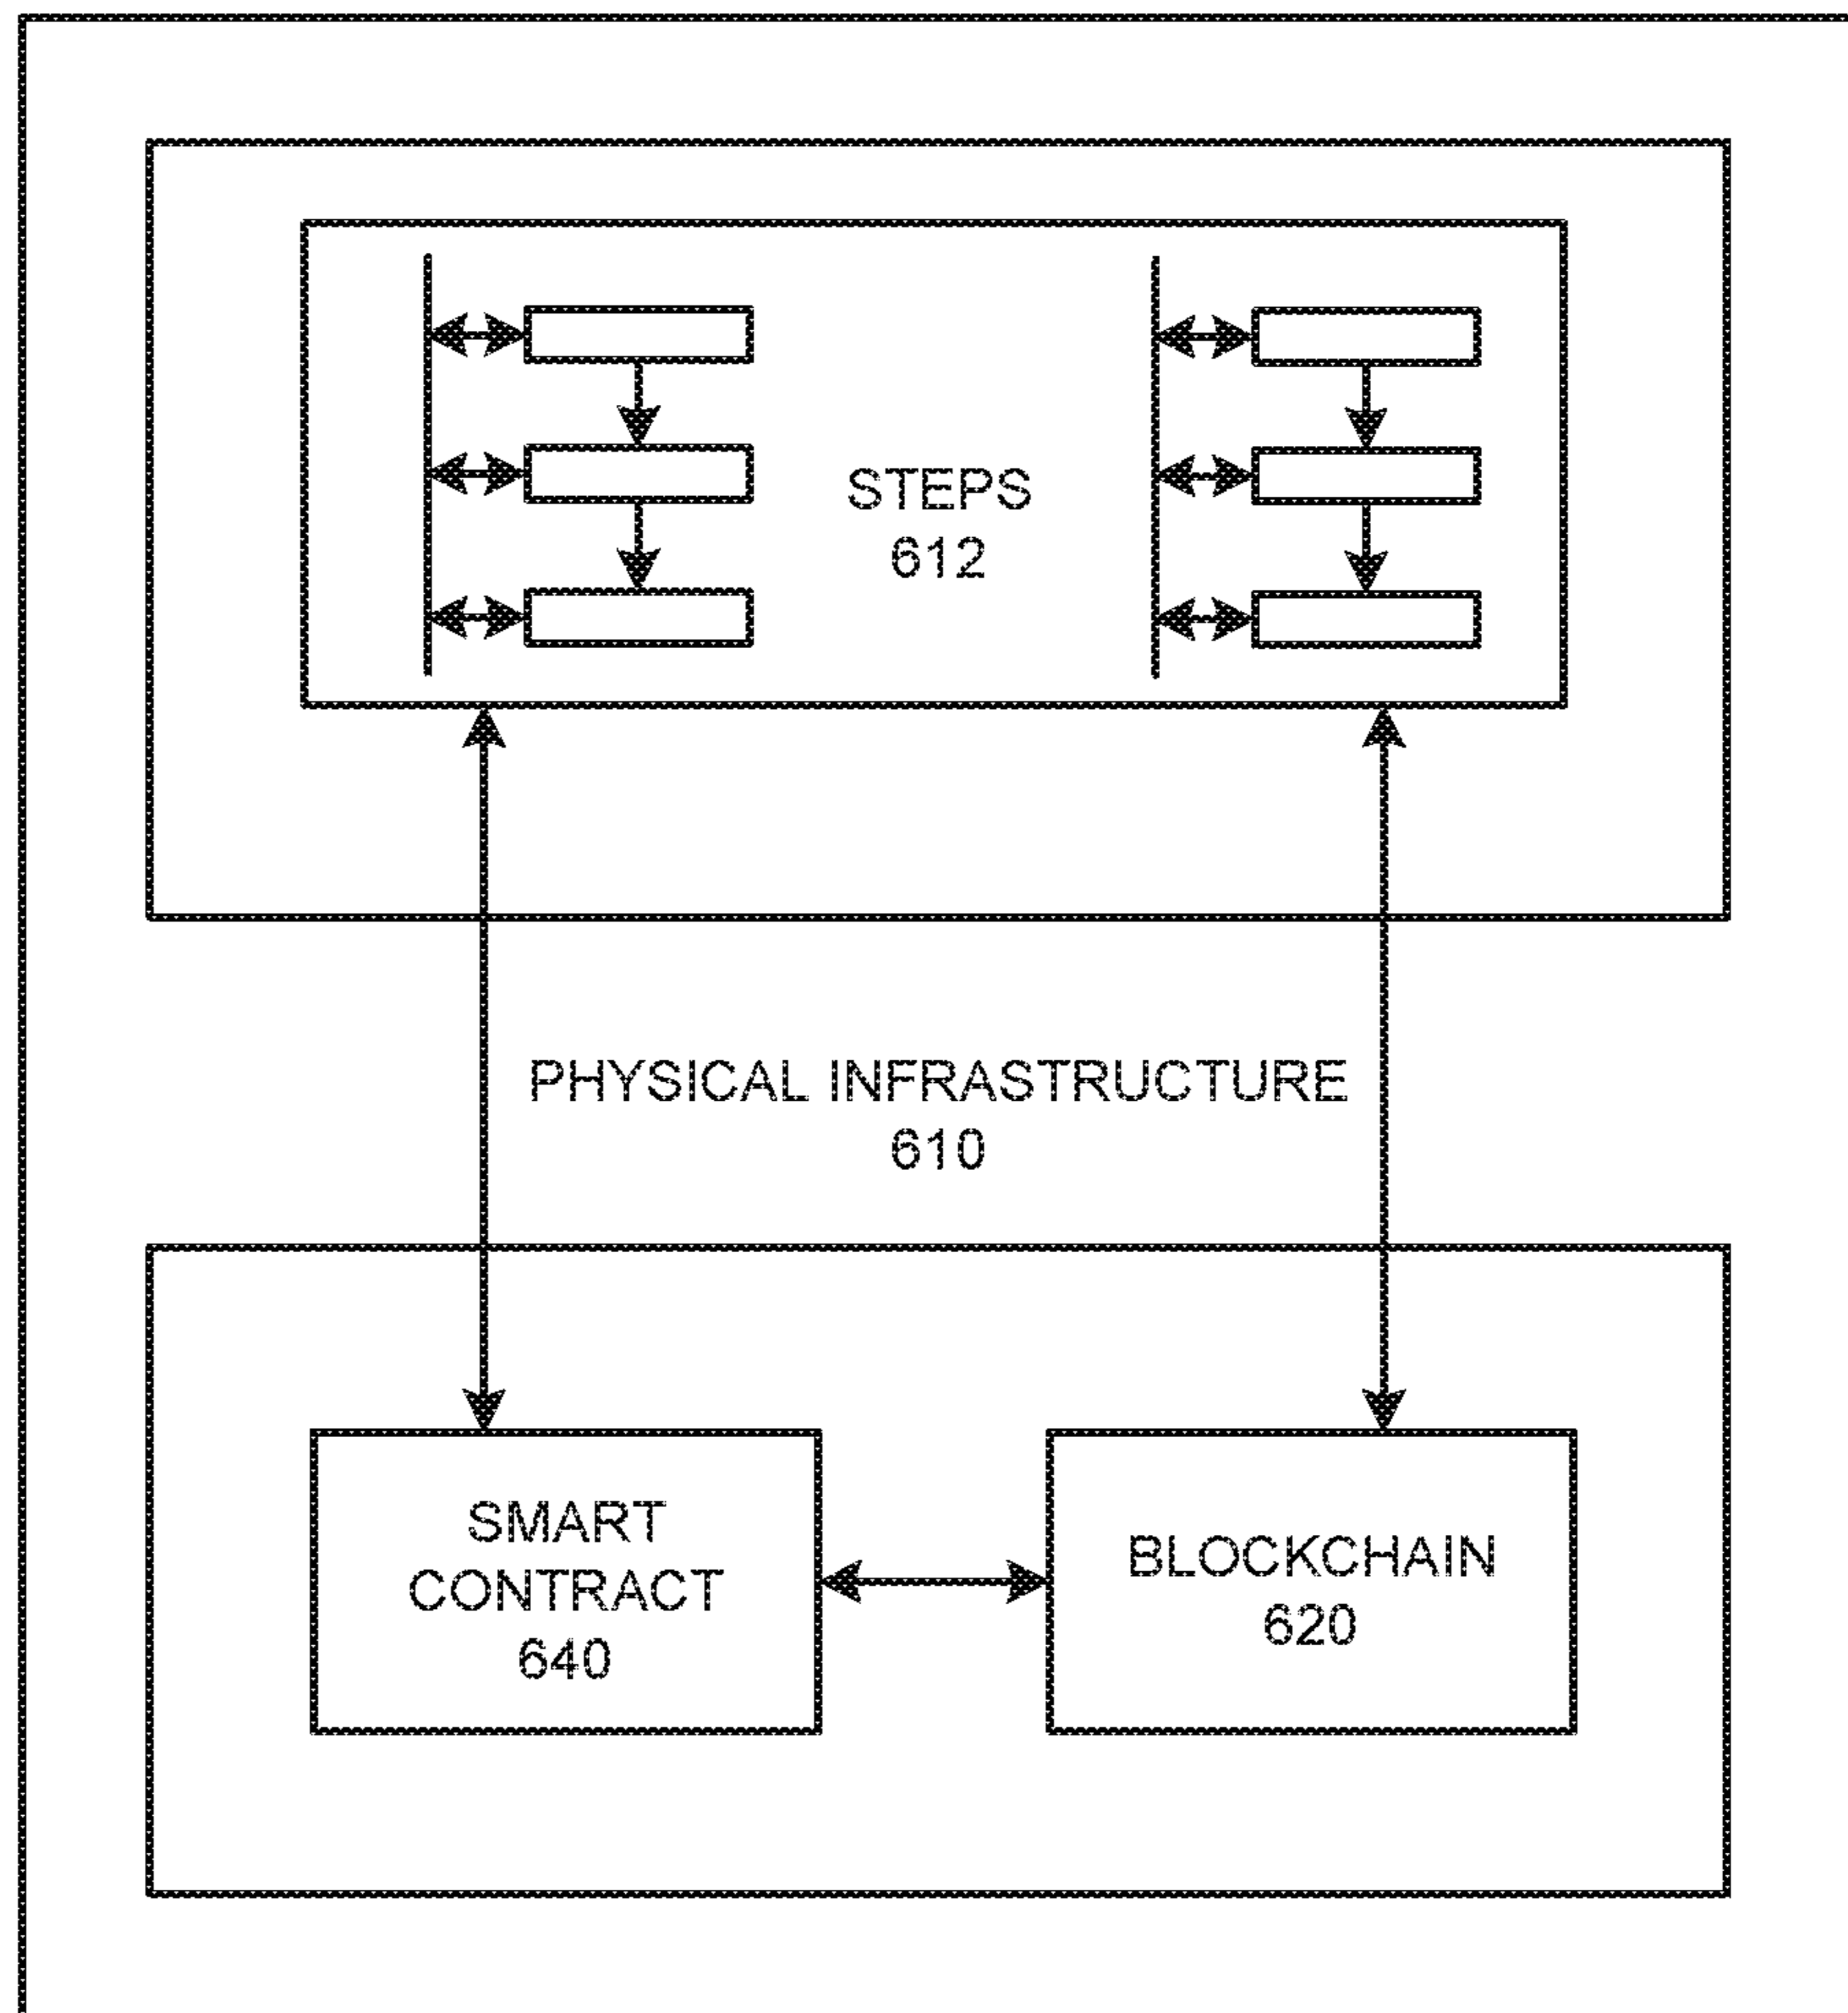 STEPS
612
PHYSICAL INFRASTRUCTURE
610
SMART
CONTRACT
640
BLOCKCHAIN
620